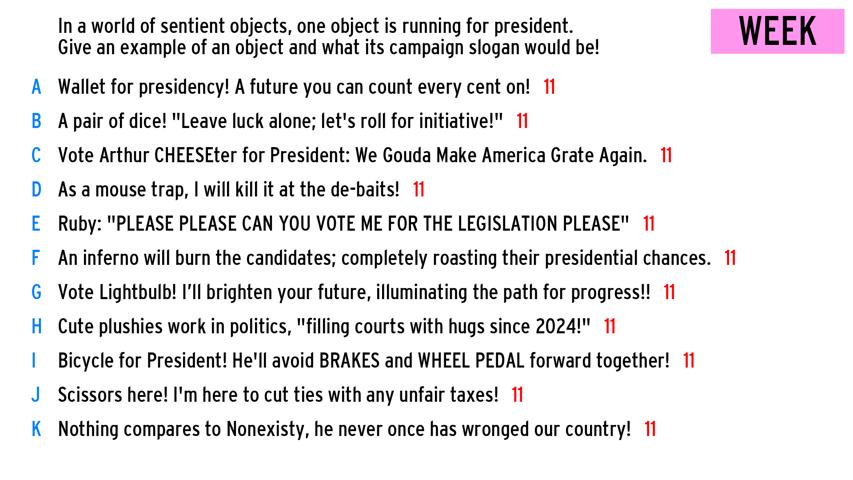 In a world of sentient objects, one object is running for president.
Give an example of an object and what its campaign slogan would be!
WEEK
A Wallet for presidency! A future you can count every cent on! 11
B A pair of dice! "Leave luck alone; let's roll for initiative!" 11
C Vote Arthur CHEESEter for President: We Gouda Make America Grate Again. 11
D As a mouse trap, I will kill it at the de-baits! 11
E Ruby: "PLEASE PLEASE CAN YOU VOTE ME FOR THE LEGISLATION PLEASE" 11
F An inferno will burn the candidates; completely roasting their presidential chances. 11
G Vote Lightbulb! I’ll brighten your future, illuminating the path for progress!! 11
H Cute plushies work in politics, "filling courts with hugs since 2024!" 11
I Bicycle for President! He'll avoid BRAKES and WHEEL PEDAL forward together! 11
J Scissors here! I'm here to cut ties with any unfair taxes! 11
K Nothing compares to Nonexisty, he never once has wronged our country! 11